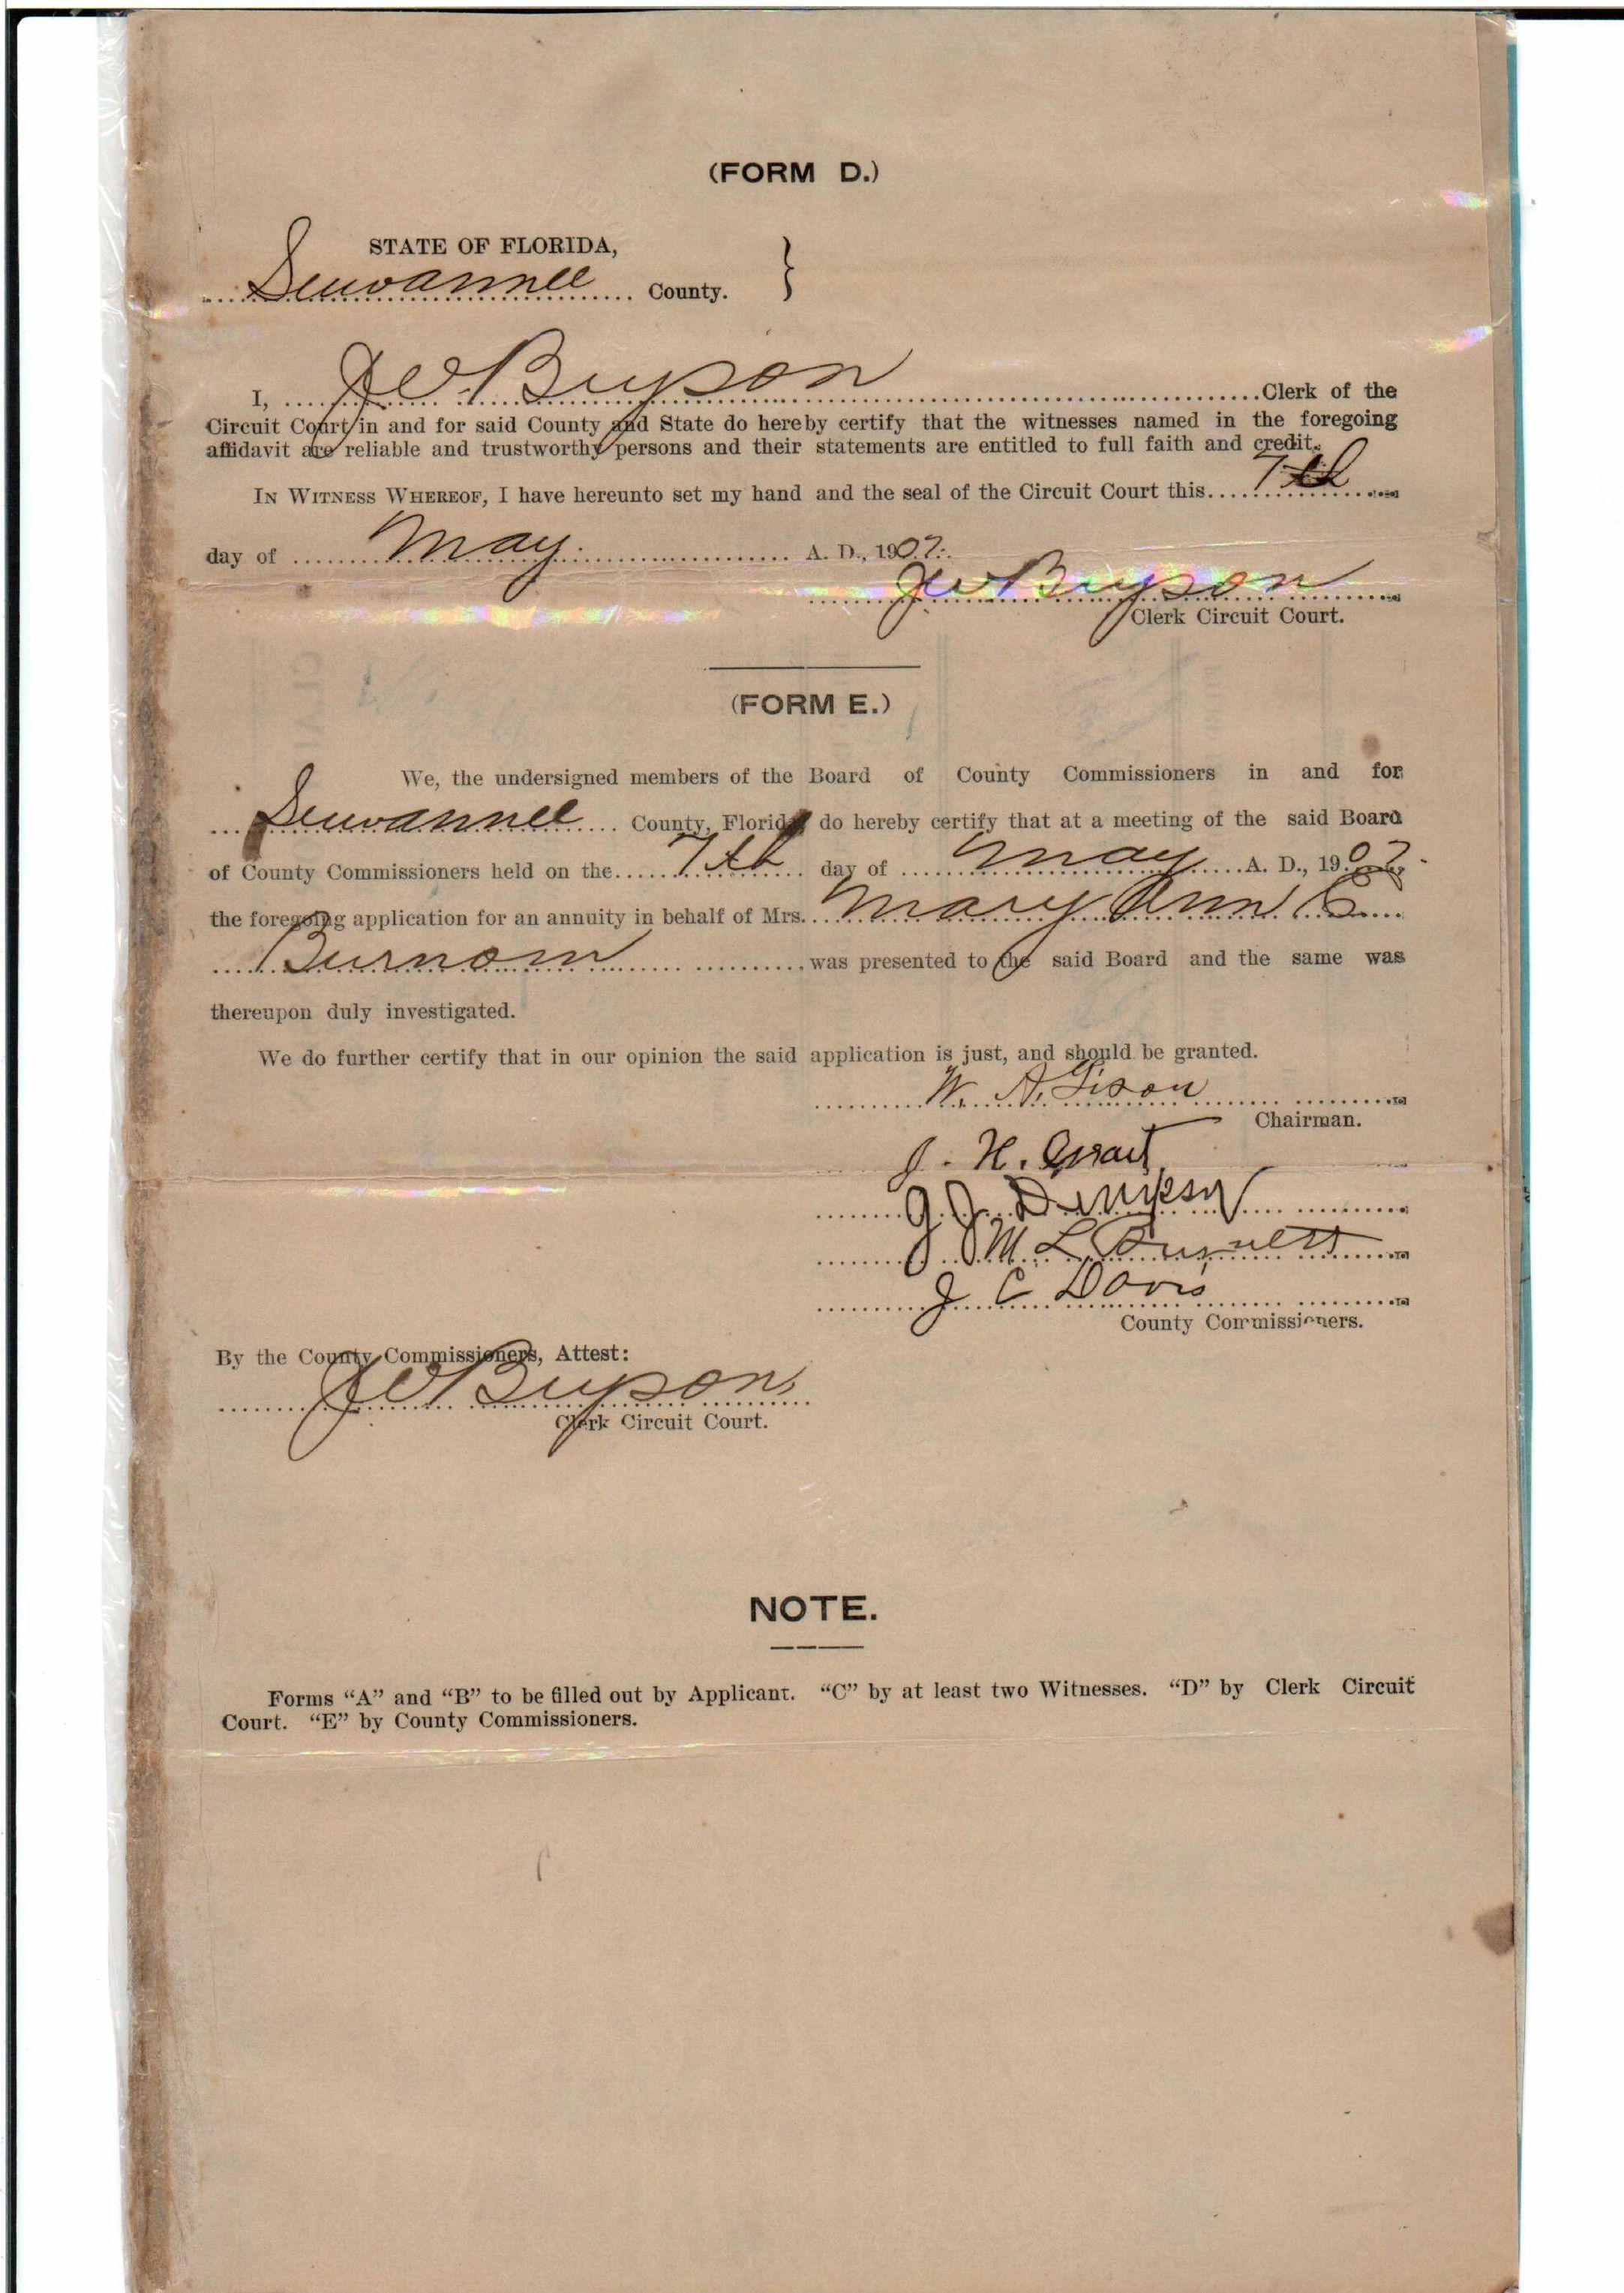 (FORM D.)
STATE OF FLORIDA,
Suwannee County.
I, J W Bryson Clerk of the
Circuit Court in and for said County and State do hereby certify that the witnesses named in the foregoing
affidavit are reliable and trustworthy persons and their statements are entitled to full faith and credit.
IN WITNESS WHEREOF, I have hereunto set my hand and the seal of the Circuit Court this 7th
day of May A. D., 1907.
J W Bryson
Clerk Circuit Court.
(FORM E.)
We, the undersigned members of the Board of County Commissioners in and for
Suwannee County, Florida do hereby certify that at a meeting of the said Board
of County Commissioners held on the 7th day of May A. D., 1907.
the foregoing application for an annuity in behalf of Mrs. Mary Ann C
Burnom was presented to the said Board and the same was
thereupon duly investigated.
We do further certify that in our opinion the said application is just, and should be granted.
W. A.
Chairman.
J. H. Grant
J. M L Burnett
J C Davis
County Commissioners.
By the County Commissioners, Attest:
J W Bryson
Clerk Circuit Court.
NOTE.
Forms "A" and "B" to be filled out by Applicant. "C" by at least two Witnesses. "D" by Clerk Circuit
Court. "E" by County Commissioners.